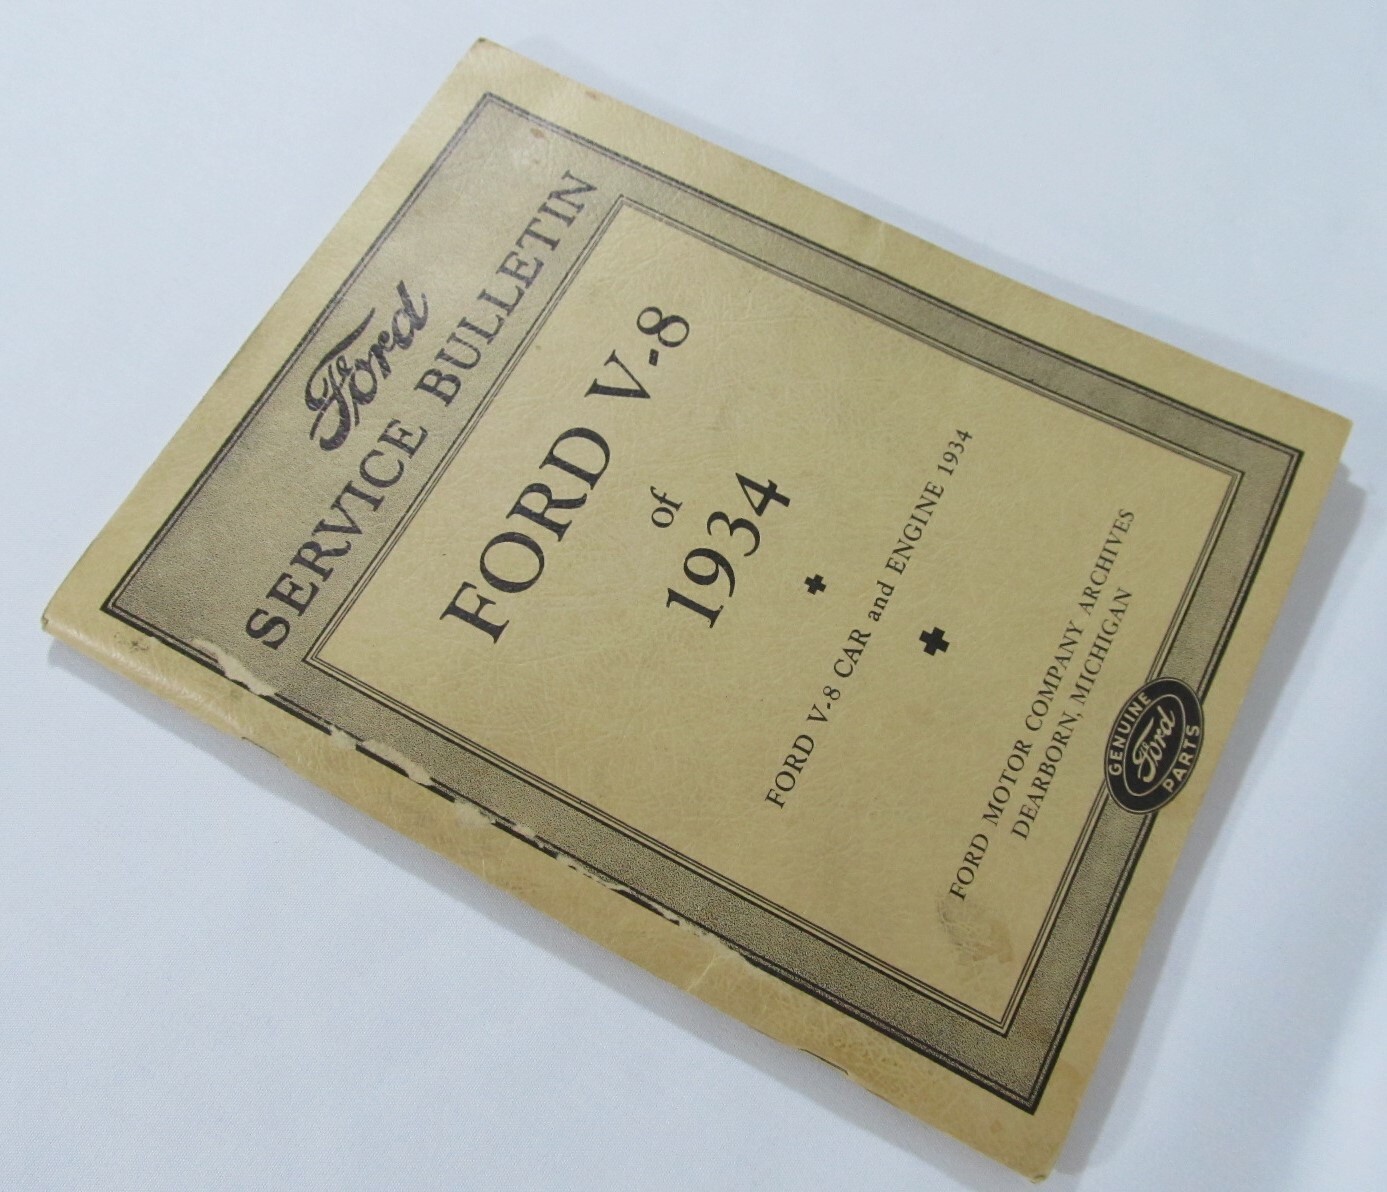 Ford
SERVICE BULLETIN
FORD V-8
of
1934
FORD V-8 CAR and ENGINE 1934
FORD MOTOR COMPANY ARCHIVES
DEARBORN, MICHIGAN
GENUINE
Ford
PARTS